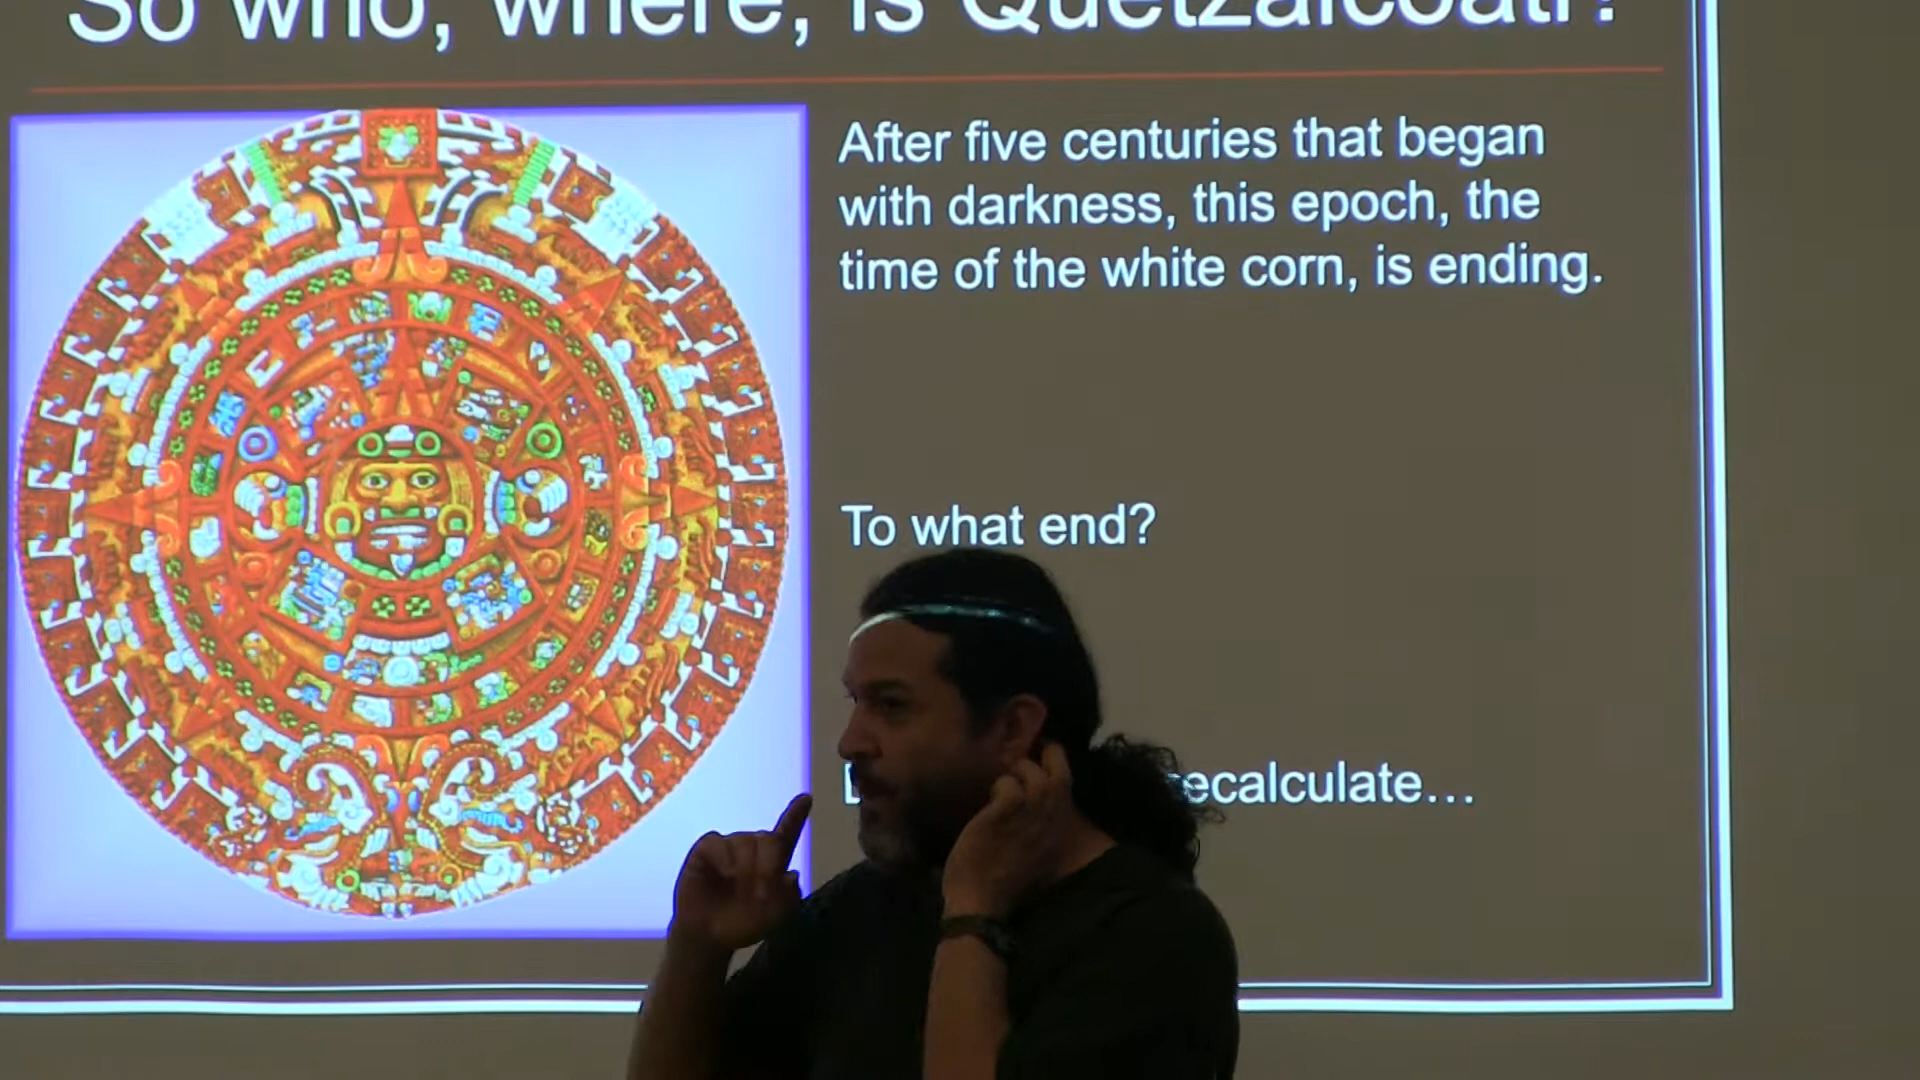 So who, where, is Quetzalcoatl?
After five centuries that began
with darkness, this epoch, the
time of the white corn, is ending.
To what end?
ecalculate…